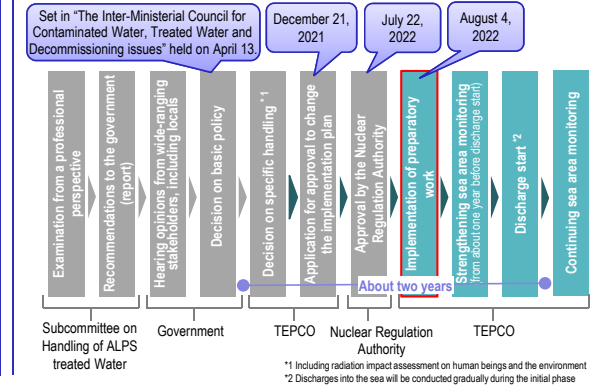 Set in "The Inter-Ministerial Council for
Contaminated Water, Treated Water and
Decommissioning issues" held on April 13.
December 21,
2021
July 22,
2022
August 4,
2022
Examination from a professional
perspective
Recommendations to the government
(report)
Hearing opinions from wide-ranging
stakeholders, including locals
Decision on basic policy
Decision on specific handling *1
Application for approval to change
the implementation plan
Approval by the Nuclear
Regulation Authority
Implementation of preparatory
work
Strengthening sea area monitoring
(from about one year before discharge start)
Discharge start *2
Continuing sea area monitoring
About two years
Subcommittee on
Handling of ALPS
treated Water
Government
TEPCO
Nuclear Regulation
Authority
TEPCO
*1 Including radiation impact assessment on human beings and the environment
*2 Discharges into the sea will be conducted gradually during the initial phase